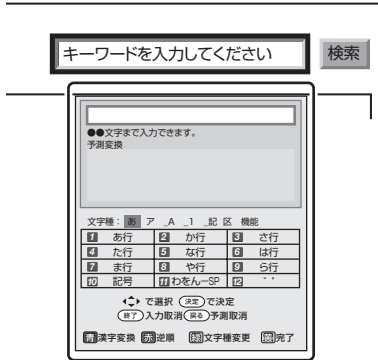 キーワードを入力してください 検索
●●文字まで入力できます。
予測変換
文字種: あ ア _A _1 _記 区 機能
1 あ行 2 か行 3 さ行
4 た行 5 な行 6 は行
7 ま行 8 や行 9 ら行
10 記号 11 わをん−SP 12 ゛゜
で選択 決定 で決定
終了 入力取消 戻る 予測取消
青 漢字変換 赤 逆順 緑 文字種変更 黄 完了